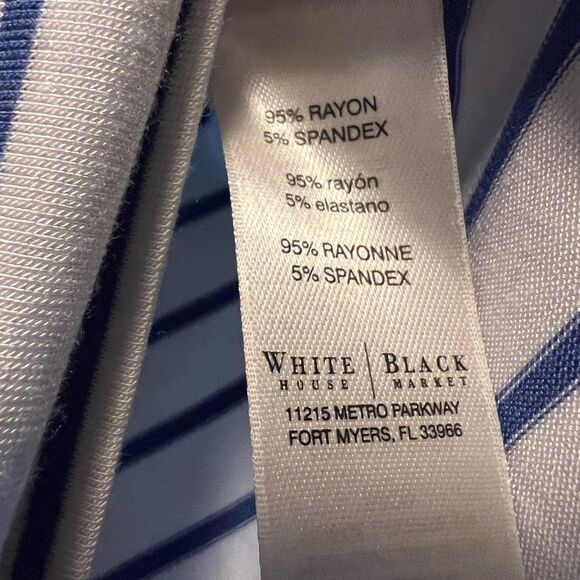 95% RAYON
5% SPANDEX
95% rayón
5% elastano
95% RAYONNE
5% SPANDEX
WHITE | BLACK
HOUSE | MARKET
11215 METRO PARKWAY
FORT MYERS, FL 33966